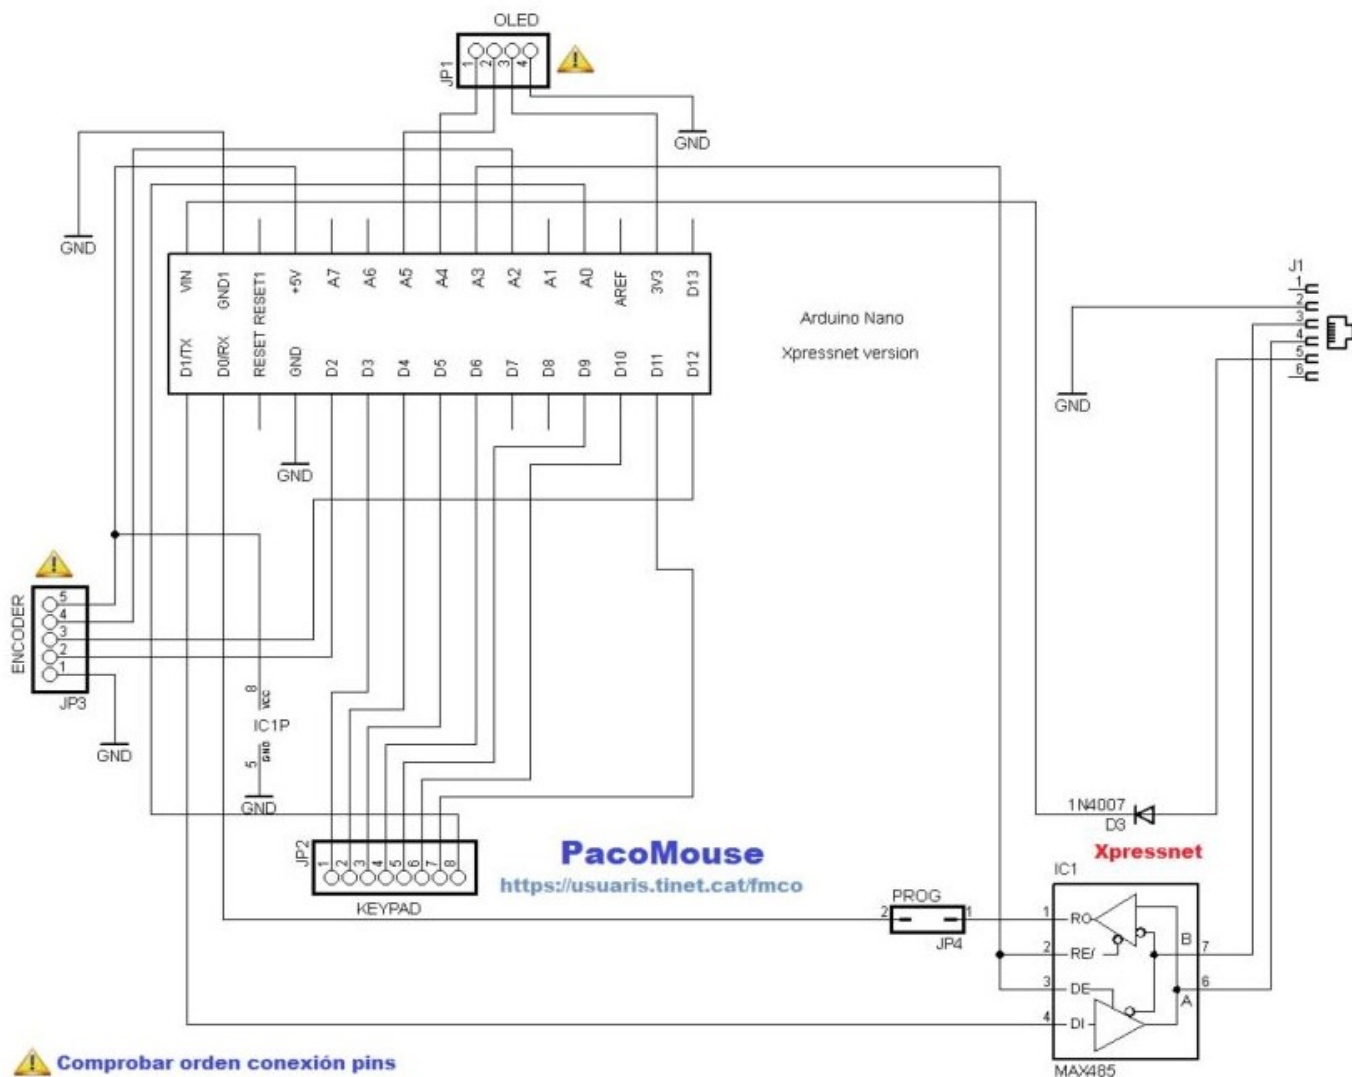 OLED
JP1
1
2
3
4
GND
GND
VIN
GND1
RESET1
+5V
A7
A6
A5
A4
A3
A2
A1
A0
AREF
3V3
D13
D1/TX
D0/RX
RESET
GND
D2
D3
D4
D5
D6
D7
D8
D9
D10
D11
D12
Arduino Nano
Xpressnet version
J1
1
2
3
4
5
6
GND
GND
ENCODER
5
4
3
2
1
JP3
GND
8
VCC
IC1P
GND
5
GND
1N4007
D3
JP2
1
2
3
4
5
6
7
8
KEYPAD
PacoMouse
https://usuaris.tinet.cat/fmco
Xpressnet
IC1
PROG
2
1
JP4
1
RO
2
RE/
3
DE
4
DI
B
7
6
A
MAX485
Comprobar orden conexión pins